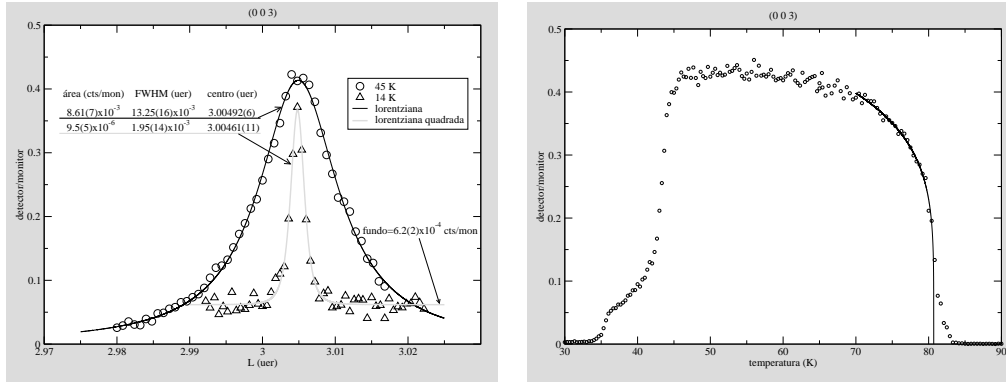 (0 0 3)
0.5
0.4
0.3
0.2
0.1
0
detector/monitor
área (cts/mon) FWHM (uer) centro (uer)
8.61(7)x10⁻³ 13.25(16)x10⁻³ 3.00492(6)
9.5(5)x10⁻⁶ 1.95(14)x10⁻³ 3.00461(11)
45 K
14 K
lorentziana
lorentziana quadrada
fundo=6.2(2)x10⁻⁴ cts/mon
2.97 2.98 2.99 3 3.01 3.02
L (uer)
(0 0 3)
0.5
0.4
0.3
0.2
0.1
0
detector/monitor
30 40 50 60 70 80 90
temperatura (K)